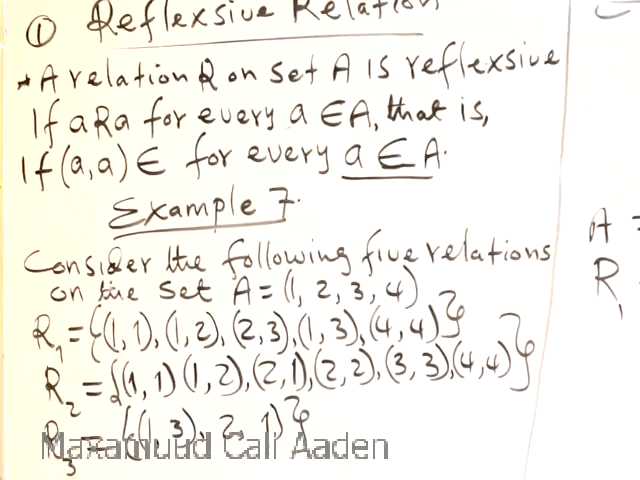 ① Reflexsive Relation
* A relation R on set A is reflexsive
If aRa for every a ∈ A, that is,
If (a,a) ∈ for every a ∈ A.
Example 7.
Consider the following five relations
on the set A = (1, 2, 3, 4)
R₁ = {(1,1), (1,2), (2,3), (1,3), (4,4)}
R₂ = {(1,1) (1,2), (2,1), (2,2), (3,3), (4,4)}
R₃ = {(1,3), 2, 1)}
A =
R₁
Maxamuud Cali Aaden